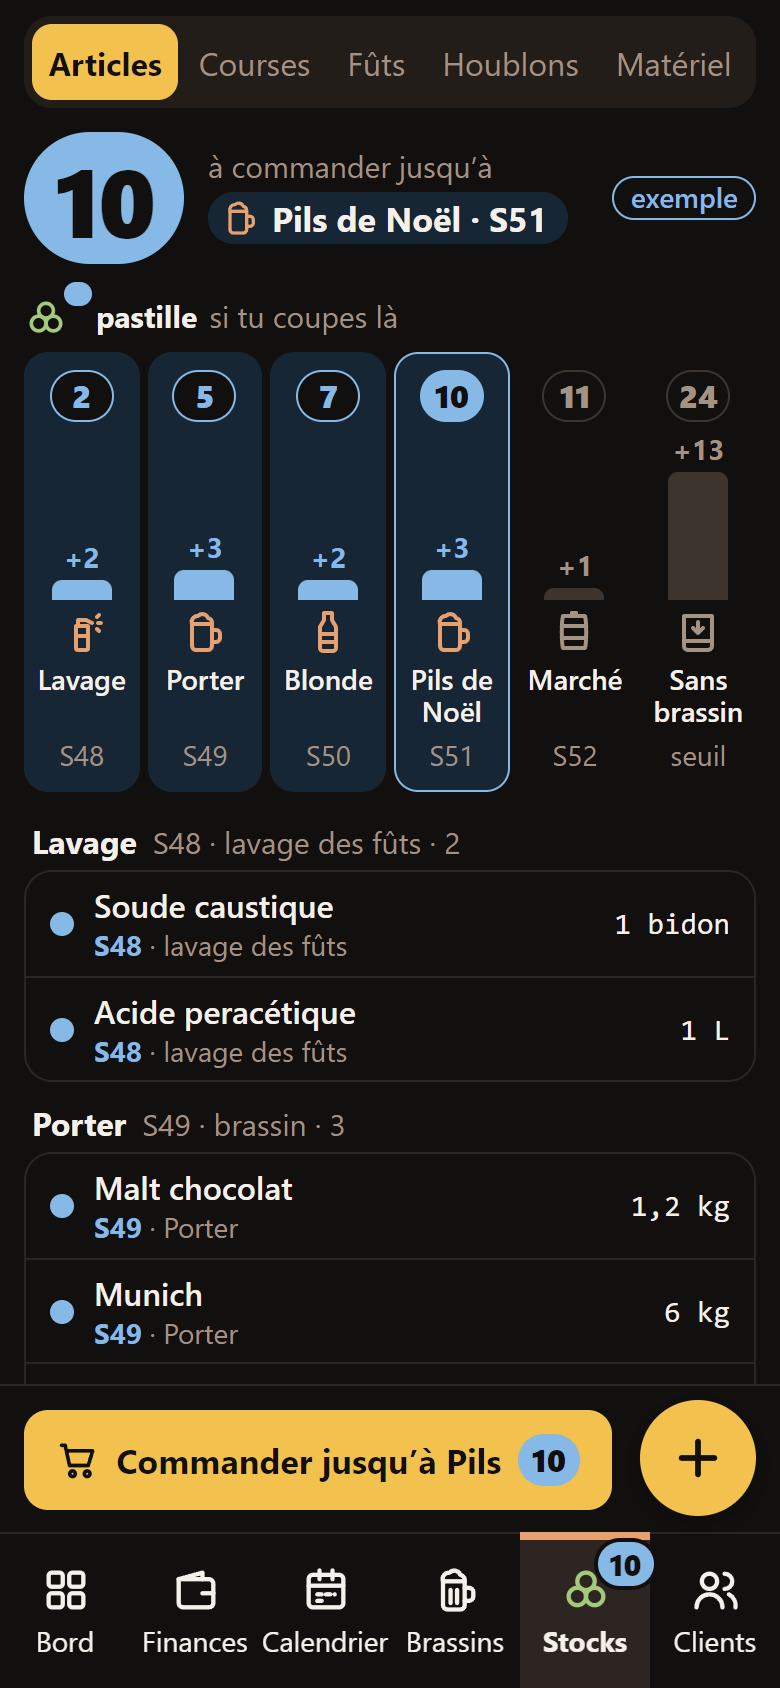 Articles Courses Fûts Houblons Matériel
10
à commander jusqu’à
Pils de Noël · S51
exemple
pastille si tu coupes là
2 5 7 10 11 24
+2 +3 +2 +3 +1 +13
Lavage Porter Blonde Pils de Noël Marché Sans brassin
S48 S49 S50 S51 S52 seuil
Lavage S48 · lavage des fûts · 2
Soude caustique
S48 · lavage des fûts
1 bidon
Acide peracétique
S48 · lavage des fûts
1 L
Porter S49 · brassin · 3
Malt chocolat
S49 · Porter
1,2 kg
Munich
S49 · Porter
6 kg
Commander jusqu’à Pils 10
10
Bord Finances Calendrier Brassins Stocks Clients